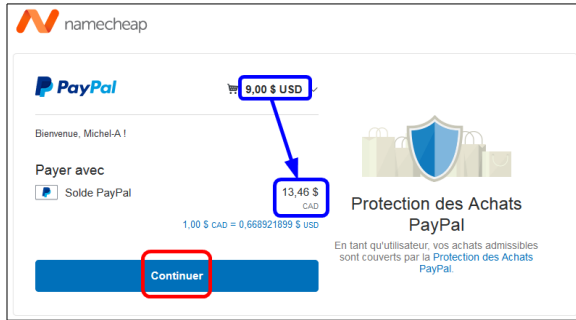 namecheap
PayPal
9,00 $ USD
Bienvenue, Michel-A !
Payer avec
Solde PayPal
13,46 $
CAD
1,00 $ CAD = 0,668921899 $ USD
Continuer
Protection des Achats
PayPal
En tant qu'utilisateur, vos achats admissibles
sont couverts par la Protection des Achats
PayPal.